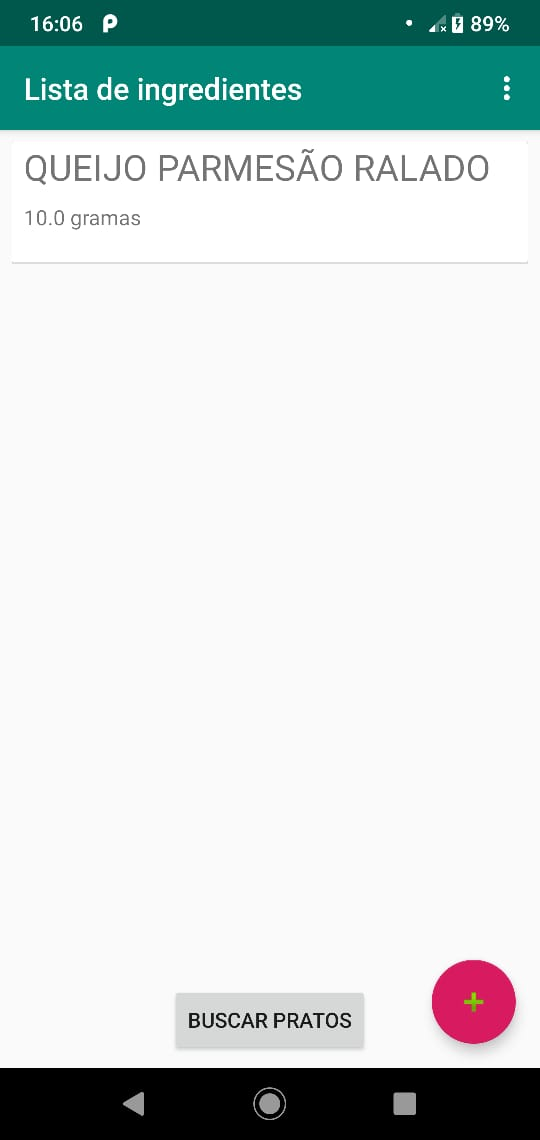 16:06 89%
Lista de ingredientes
QUEIJO PARMESÃO RALADO
10.0 gramas
BUSCAR PRATOS
+